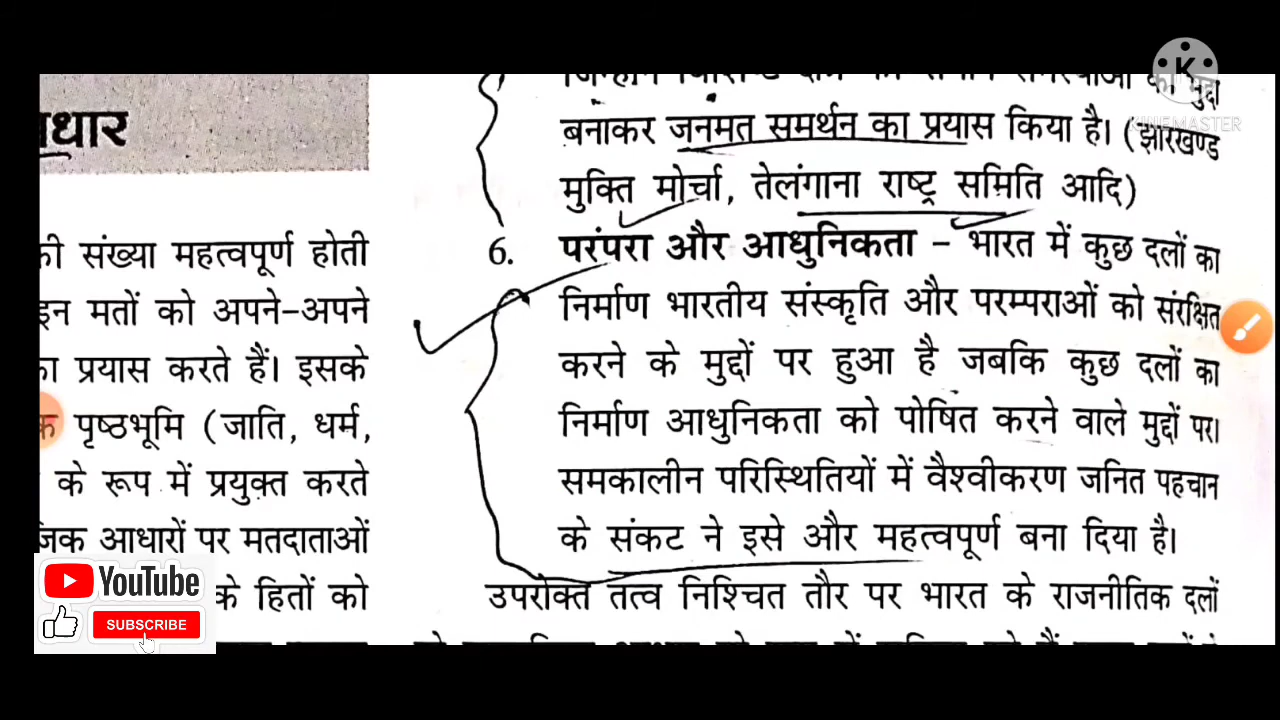 धार
की संख्या महत्वपूर्ण होती
इन मतों को अपने-अपने
का प्रयास करते हैं। इसके
पृष्ठभूमि (जाति, धर्म,
के रूप में प्रयुक्त करते
आधारों पर मतदाताओं
के हितों को
बनाकर जनमत समर्थन का प्रयास किया है। (झारखण्ड
मुक्ति मोर्चा, तेलंगाना राष्ट्र समिति आदि)
6. परंपरा और आधुनिकता – भारत में कुछ दलों का
निर्माण भारतीय संस्कृति और परम्पराओं को संरक्षित
करने के मुद्दों पर हुआ है जबकि कुछ दलों का
निर्माण आधुनिकता को पोषित करने वाले मुद्दों पर।
समकालीन परिस्थितियों में वैश्वीकरण जनित पहचान
के संकट ने इसे और महत्वपूर्ण बना दिया है।
उपरोक्त तत्व निश्चित तौर पर भारत के राजनीतिक दलों
YouTube
SUBSCRIBE
KINEMASTER